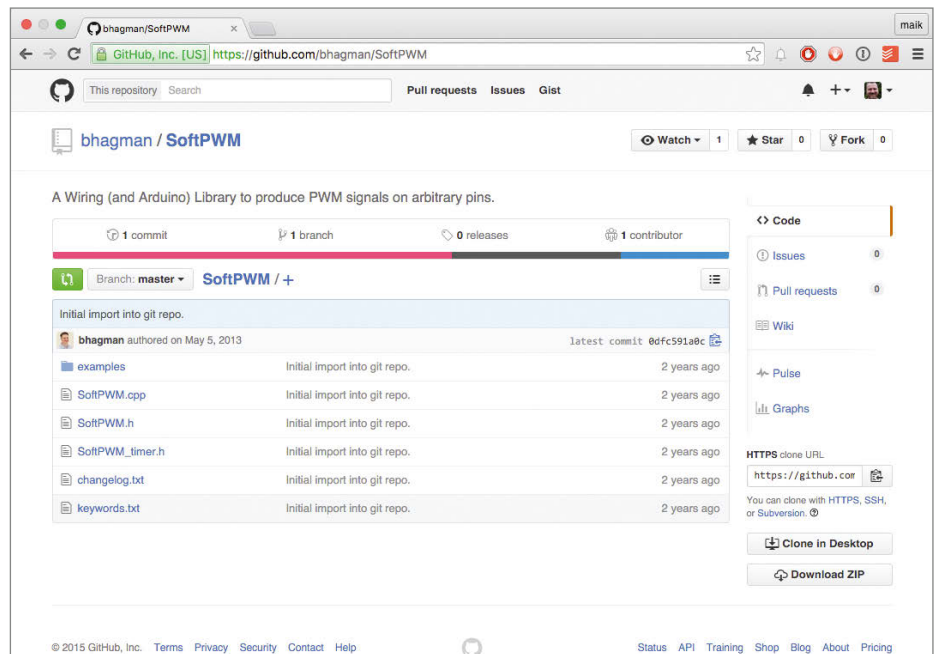 bhagman/SoftPWM
maik
GitHub, Inc. [US] https://github.com/bhagman/SoftPWM
This repository Search
Pull requests Issues Gist
bhagman / SoftPWM
Watch 1
Star 0
Fork 0
A Wiring (and Arduino) Library to produce PWM signals on arbitrary pins.
1 commit
1 branch
0 releases
1 contributor
Branch: master
SoftPWM / +
Initial import into git repo.
bhagman authored on May 5, 2013
latest commit 0dfc591a0c
examples Initial import into git repo. 2 years ago
SoftPWM.cpp Initial import into git repo. 2 years ago
SoftPWM.h Initial import into git repo. 2 years ago
SoftPWM_timer.h Initial import into git repo. 2 years ago
changelog.txt Initial import into git repo. 2 years ago
keywords.txt Initial import into git repo. 2 years ago
<> Code
Issues 0
Pull requests 0
Wiki
Pulse
Graphs
HTTPS clone URL
https://github.com
You can clone with HTTPS, SSH,
or Subversion.
Clone in Desktop
Download ZIP
© 2015 GitHub, Inc. Terms Privacy Security Contact Help
Status API Training Shop Blog About Pricing